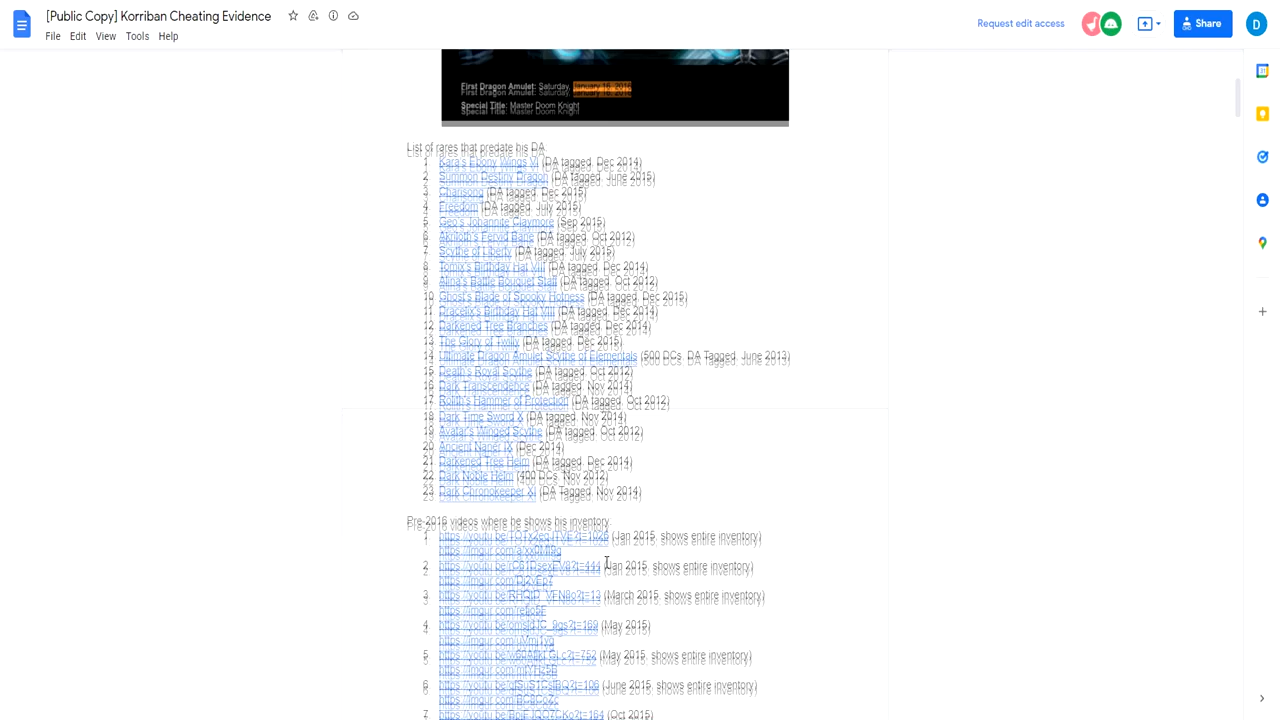 [Public Copy] Korriban Cheating Evidence
File Edit View Tools Help
Request edit access
Share
D
First Dragon Amulet: Saturday, January 16, 2016
Special Title: Master Doom Knight
List of rares that predate his DA:
1. Kara's Ebony Wings VI (DA tagged, Dec 2014)
2. Summon Destiny Dragon (DA tagged, June 2015)
3. Chansong (DA tagged, Dec 2015)
4. Freedom (DA tagged, July 2015)
5. Geo's Johannite Claymore (Sep 2015)
6. Akriloth's Fervid Bane (DA tagged, Oct 2012)
7. Scythe of Liberty (DA tagged, July 2015)
8. Tomix's Birthday Hat VIII (DA tagged, Dec 2014)
9. Alina's Battle Bouquet Staff (DA tagged, Oct 2012)
10. Ghost's Blade of Spooky Hotness (DA tagged, Dec 2015)
11. Dracelix's Birthday Hat VIII (DA tagged, Dec 2014)
12. Darkened Tree Branches (DA tagged, Dec 2014)
13. The Glory of Twilly (DA tagged, Dec 2015)
14. Ultimate Dragon Amulet Scythe of Elementals (500 DCs, DA Tagged, June 2013)
15. Death's Royal Scythe (DA tagged, Oct 2012)
16. Dark Transcendence (DA tagged, Nov 2014)
17. Rolith's Hammer of Protection (DA tagged, Oct 2012)
18. Dark Time Sword X (DA tagged, Nov 2014)
19. Avatar's Winged Scythe (DA tagged, Oct 2012)
20. Ancient Naner IX (Dec 2014)
21. Darkened Tree Helm (DA tagged, Dec 2014)
22. Dark Noble Helm (400 DCs, Nov 2012)
23. Dark Chronokeeper XI (DA Tagged, Nov 2014)
Pre-2016 videos where he shows his inventory:
1. (Jan 2015, shows entire inventory)
2. (Jan 2015, shows entire inventory)
3. (March 2015, shows entire inventory)
4. (May 2015)
5. (May 2015, shows entire inventory)
6. (June 2015, shows entire inventory)
7. (Oct 2015)